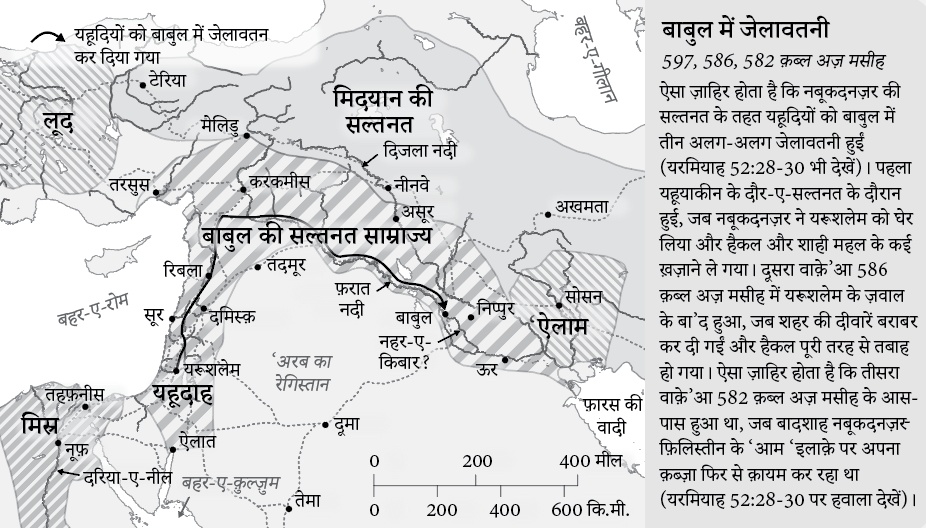 यहूदियों को बाबुल में जेलावतन
कर दिया गया
टेरिया
लूद
मेलिडु
तरसुस
करकमीस
मिदयान की
सल्तनत
दिजला नदी
नीनवे
असूर
अखमता
बहर-ए-गीलान
बाबुल की सल्तनत साम्राज्य
रिबला
तदमूर
फ़रात
नदी
बहर-ए-रोम
सूर
दमिस्क़
बाबुल
निप्पुर
सोसन
ऐलाम
नहर-ए-
किबार?
ऊर
यरूशलेम
यहूदाह
‘अरब का
रेगिस्तान
तहफ़नीस
मिस्र
नूफ़
ऐलात
दूमा
फ़ारस की
वादी
दरिया-ए-नील
बहर-ए-क़ुल्ज़ुम
तेमा
0 200 400 मील
0 200 400 600 कि.मी.
बाबुल में जेलावतनी
597, 586, 582 क़ब्ल अज़ मसीह
ऐसा ज़ाहिर होता है कि नबूकदनज़र की
सल्तनत के तहत यहूदियों को बाबुल में
तीन अलग-अलग जेलावतनी हुईं
(यरमियाह 52:28-30 भी देखें)। पहला
यहूयाकीन के दौर-ए-सल्तनत के दौरान
हुई, जब नबूकदनज़र ने यरूशलेम को घेर
लिया और हैकल और शाही महल के कई
ख़ज़ाने ले गया। दूसरा वाक़े’आ 586
क़ब्ल अज़ मसीह में यरूशलेम के ज़वाल
के बा’द हुआ, जब शहर की दीवारें बराबर
कर दी गईं और हैकल पूरी तरह से तबाह
हो गया। ऐसा ज़ाहिर होता है कि तीसरा
वाक़े’आ 582 क़ब्ल अज़ मसीह के आस-
पास हुआ था, जब बादशाह नबूकदनज़र
फ़िलिस्तीन के ‘आम ‘इलाक़े पर अपना
क़ब्ज़ा फिर से क़ायम कर रहा था
(यरमियाह 52:28-30 पर हवाला देखें)।